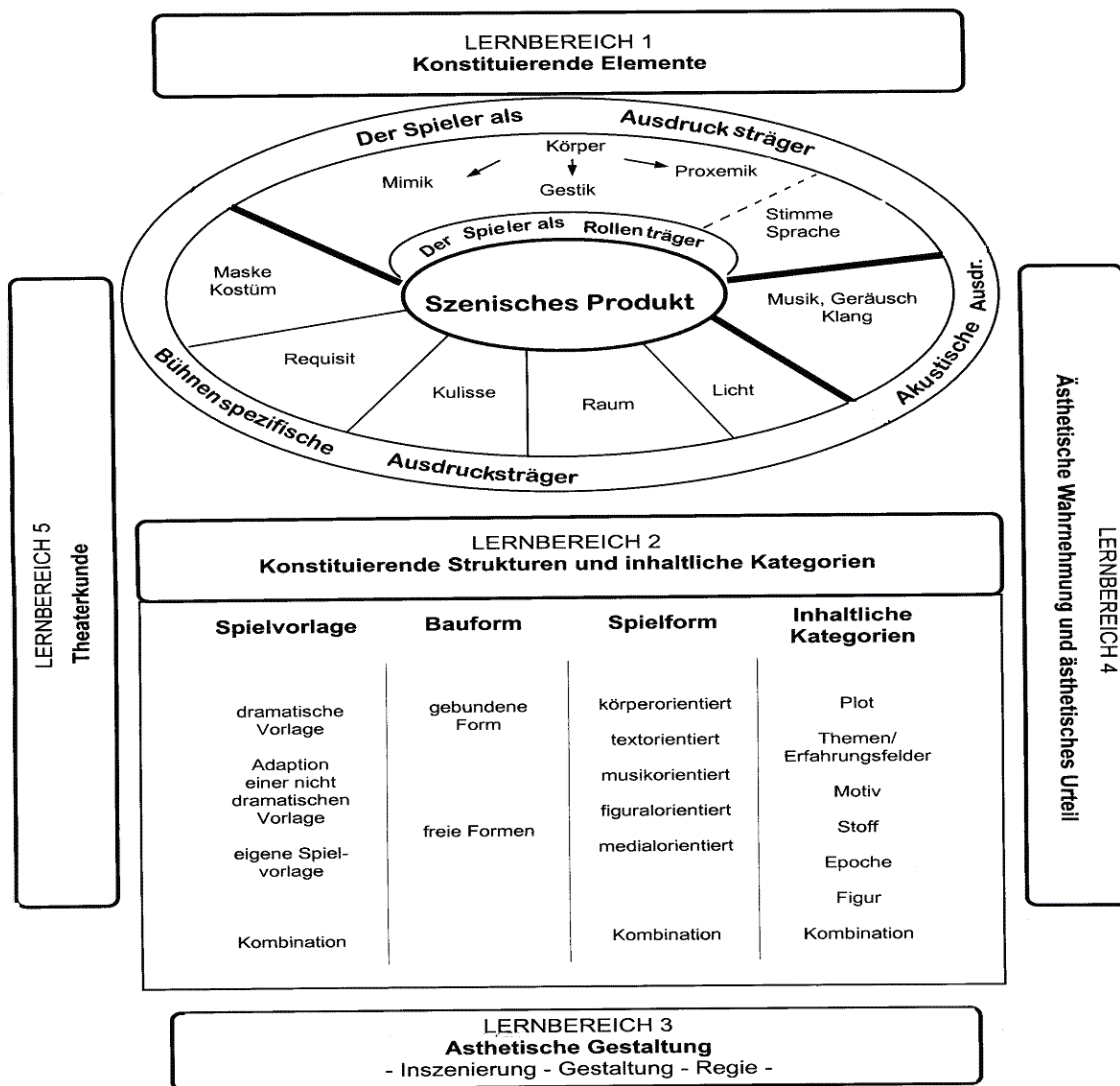 LERNBEREICH 1
Konstituierende Elemente
Der Spieler als Ausdrucksträger
Körper
Mimik
Gestik
Proxemik
Stimme
Sprache
Der Spieler als Rollenträger
Szenisches Produkt
Maske
Kostüm
Musik, Geräusch
Klang
Requisit
Kulisse
Raum
Licht
Akustische Ausdr.
Bühnenspezifische Ausdrucksträger
LERNBEREICH 5
Theaterkunde
LERNBEREICH 4
Ästhetische Wahrnehmung und ästhetisches Urteil
LERNBEREICH 2
Konstituierende Strukturen und inhaltliche Kategorien
Spielvorlage
dramatische
Vorlage
Adaption
einer nicht
dramatischen
Vorlage
eigene Spiel-
vorlage
Kombination
Bauform
gebundene
Form
freie Formen
Spielform
körperorientiert
textorientiert
musikorientiert
figuralorientiert
medialorientiert
Kombination
Inhaltliche
Kategorien
Plot
Themen/
Erfahrungsfelder
Motiv
Stoff
Epoche
Figur
Kombination
LERNBEREICH 3
Asthetische Gestaltung
- Inszenierung - Gestaltung - Regie -